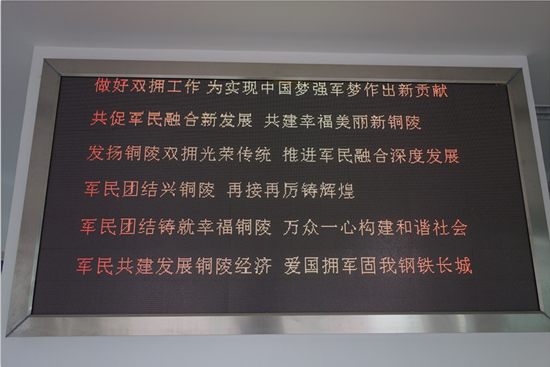 做好双拥工作 为实现中国梦强军梦作出新贡献
共促军民融合新发展 共建幸福美丽新铜陵
发扬铜陵双拥光荣传统 推进军民融合深度发展
军民团结兴铜陵 再接再厉铸辉煌
军民团结铸就幸福铜陵 万众一心构建和谐社会
军民共建发展铜陵经济 爱国拥军固我钢铁长城